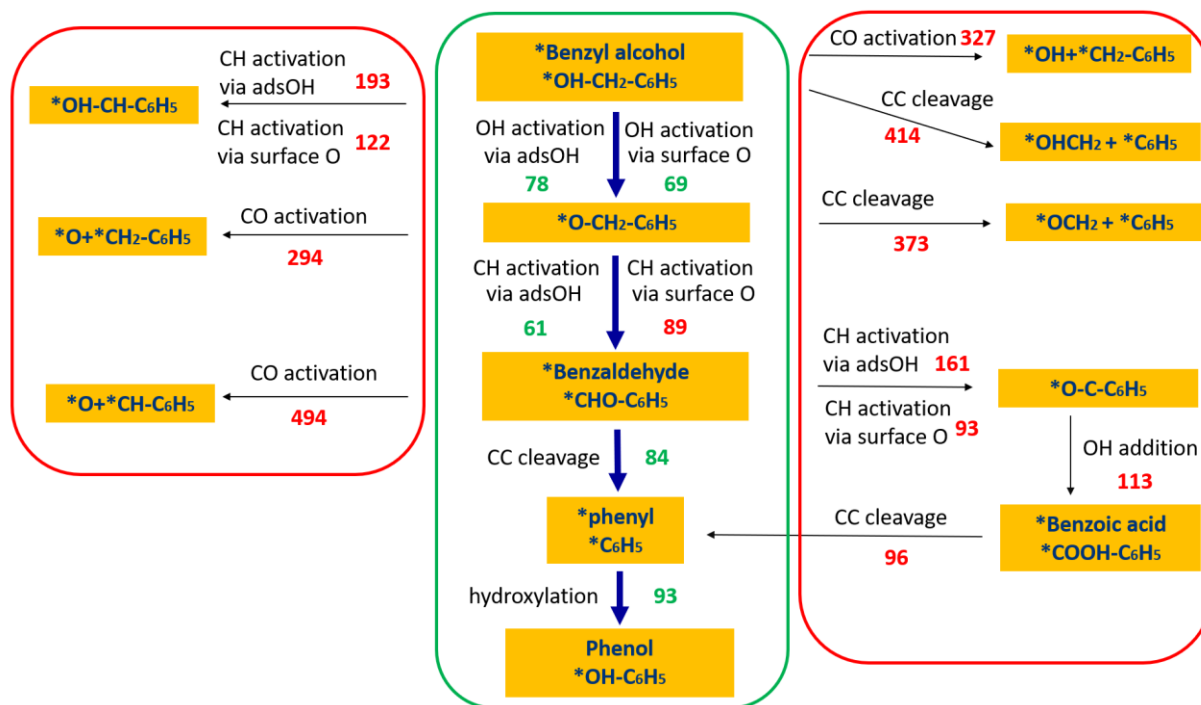 CH activation
via adsOH
193
*OH-CH-C6H5
CH activation
via surface O
122
CO activation
*O+*CH2-C6H5
294
CO activation
*O+*CH-C6H5
494
*Benzyl alcohol
*OH-CH2-C6H5
OH activation
via adsOH
78
OH activation
via surface O
69
*O-CH2-C6H5
CH activation
via adsOH
61
CH activation
via surface O
89
*Benzaldehyde
*CHO-C6H5
CC cleavage
84
*phenyl
*C6H5
hydroxylation
93
Phenol
*OH-C6H5
CO activation 327
*OH+*CH2-C6H5
CC cleavage
414
*OHCH2 + *C6H5
CC cleavage
373
*OCH2 + *C6H5
CH activation
via adsOH 161
*O-C-C6H5
CH activation
via surface O 93
OH addition
113
*Benzoic acid
*COOH-C6H5
CC cleavage
96